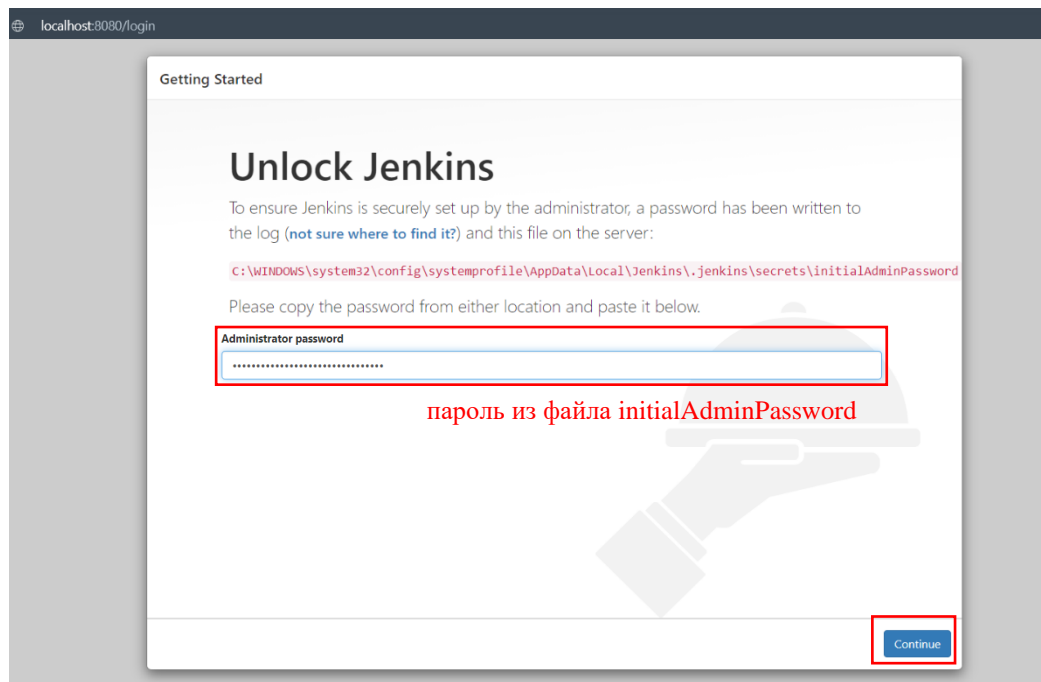 localhost:8080/login
Getting Started
Unlock Jenkins
To ensure Jenkins is securely set up by the administrator, a password has been written to
the log (not sure where to find it?) and this file on the server:
C:\WINDOWS\system32\config\systemprofile\AppData\Local\Jenkins\.jenkins\secrets\initialAdminPassword
Please copy the password from either location and paste it below.
Administrator password
••••••••••••••••••••••••••••••••
пароль из файла initialAdminPassword
Continue